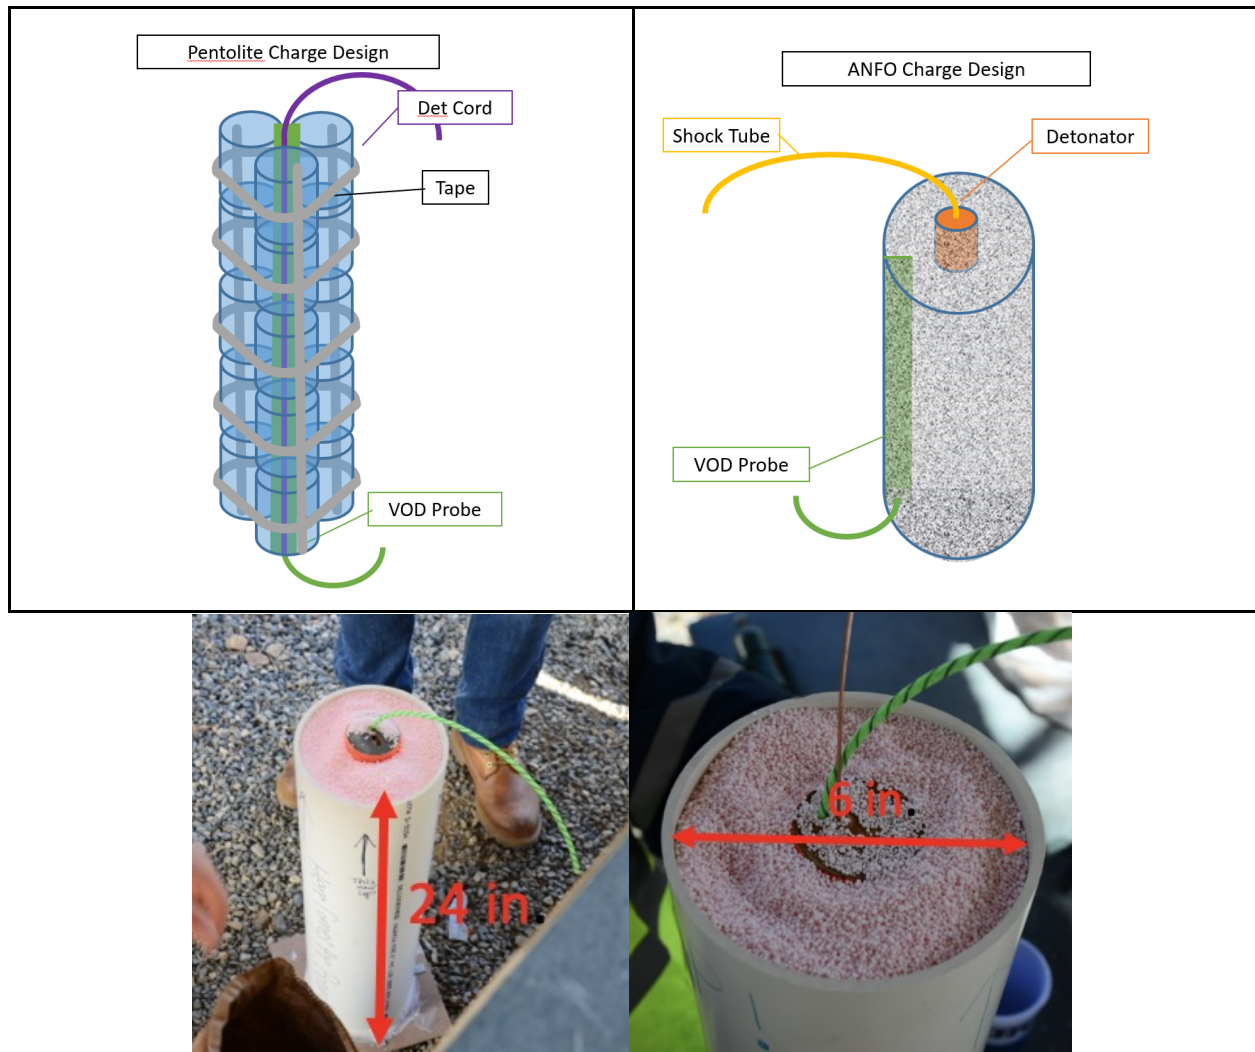 Pentolite Charge Design
Det Cord
Tape
VOD Probe
ANFO Charge Design
Shock Tube
Detonator
VOD Probe
24 in.
6 in.